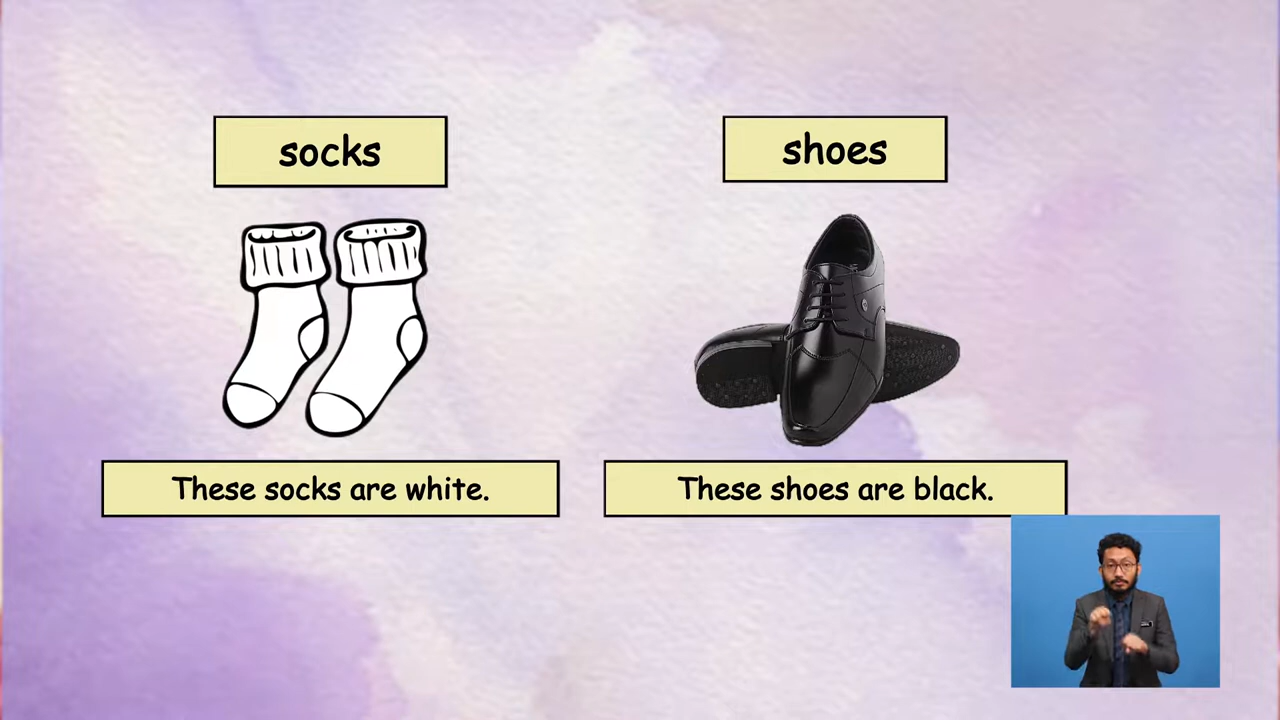 socks
shoes
These socks are white.
These shoes are black.